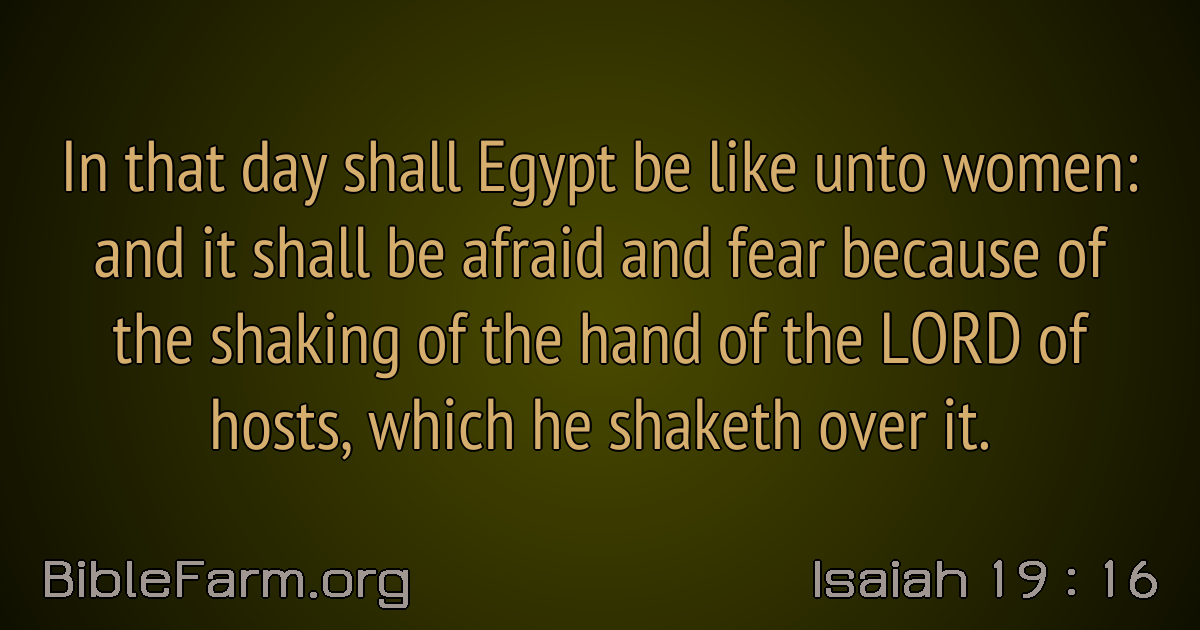 In that day shall Egypt be like unto women:
and it shall be afraid and fear because of
the shaking of the hand of the LORD of
hosts, which he shaketh over it.
BibleFarm.org
Isaiah 19 : 16